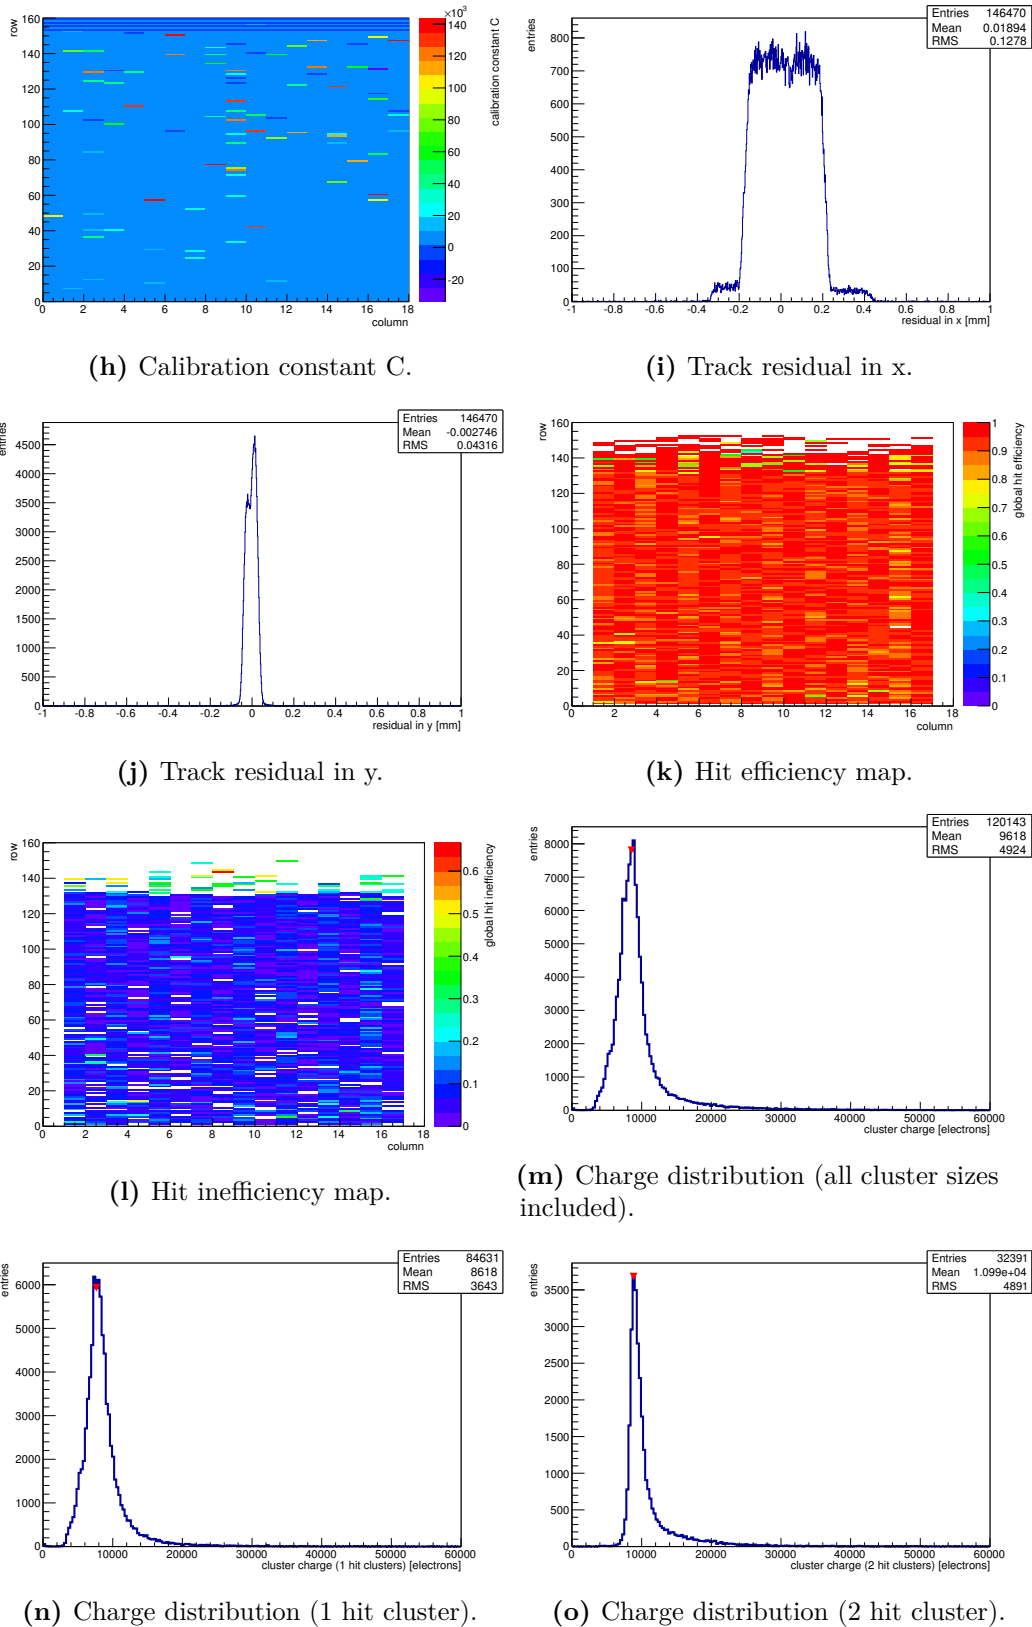 160
row
140
120
100
80
60
40
20
0
0 2 4 6 8 10 12 14 16 18
column
×10³
140
120
100
80
60
40
20
0
-20
calibration constant C
(h) Calibration constant C.
entries
800
700
600
500
400
300
200
100
0
-1 -0.8 -0.6 -0.4 -0.2 0 0.2 0.4 0.6 0.8 1
residual in x [mm]
Entries 146470
Mean 0.01894
RMS 0.1278
(i) Track residual in x.
entries
4500
4000
3500
3000
2500
2000
1500
1000
500
0
-1 -0.8 -0.6 -0.4 -0.2 0 0.2 0.4 0.6 0.8 1
residual in y [mm]
Entries 146470
Mean -0.002746
RMS 0.04316
(j) Track residual in y.
160
row
140
120
100
80
60
40
20
0
0 2 4 6 8 10 12 14 16 18
column
1
0.9
0.8
0.7
0.6
0.5
0.4
0.3
0.2
0.1
0
global hit efficiency
(k) Hit efficiency map.
160
row
140
120
100
80
60
40
20
0
0 2 4 6 8 10 12 14 16 18
column
0.6
0.5
0.4
0.3
0.2
0.1
0
global hit inefficiency
(l) Hit inefficiency map.
entries
8000
7000
6000
5000
4000
3000
2000
1000
0
0 10000 20000 30000 40000 50000 60000
cluster charge [electrons]
Entries 120143
Mean 9618
RMS 4924
(m) Charge distribution (all cluster sizes
included).
entries
6000
5000
4000
3000
2000
1000
0
0 10000 20000 30000 40000 50000 60000
cluster charge (1 hit clusters) [electrons]
Entries 84631
Mean 8618
RMS 3643
(n) Charge distribution (1 hit cluster).
entries
3500
3000
2500
2000
1500
1000
500
0
0 10000 20000 30000 40000 50000 60000
cluster charge (2 hit clusters) [electrons]
Entries 32391
Mean 1.099e+04
RMS 4891
(o) Charge distribution (2 hit cluster).